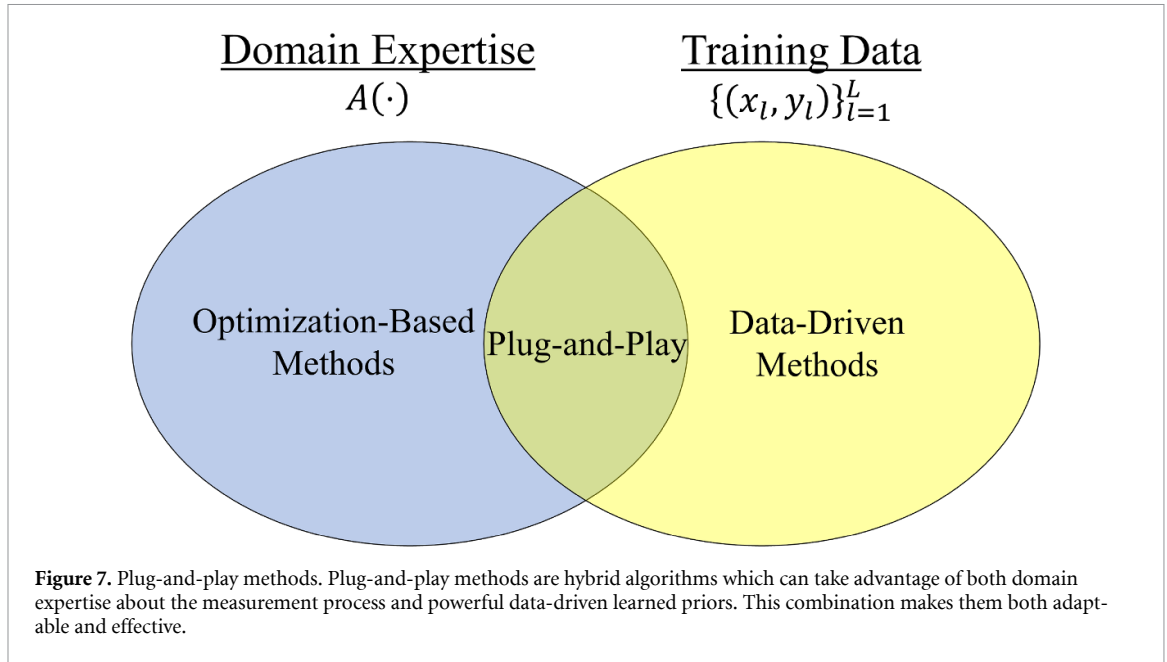 Domain Expertise
A(·)
Training Data
{(x_l, y_l)}_{l=1}^{L}
Optimization-Based
Methods
Plug-and-Play
Data-Driven
Methods
Figure 7. Plug-and-play methods. Plug-and-play methods are hybrid algorithms which can take advantage of both domain
expertise about the measurement process and powerful data-driven learned priors. This combination makes them both adapt-
able and effective.